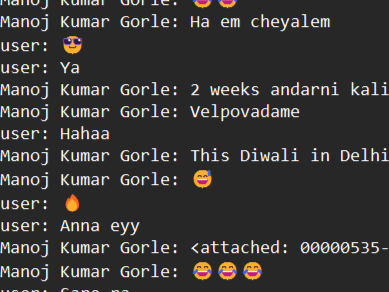 Manoj Kumar Gorle: 😂😂
Manoj Kumar Gorle: Ha em cheyalem
user: 😎
user: Ya
Manoj Kumar Gorle: 2 weeks andarni kali
Manoj Kumar Gorle: Velpovadame
user: Hahaa
Manoj Kumar Gorle: This Diwali in Delhi
Manoj Kumar Gorle: 😅
user: 🔥
user: Anna eyy
Manoj Kumar Gorle: <attached: 00000535-
Manoj Kumar Gorle: 😂😂😂
user: Sare na